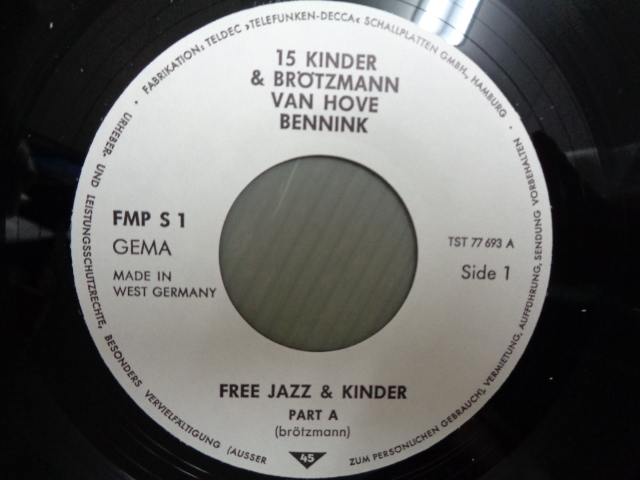 • FABRIKATION: TELDEC »TELEFUNKEN-DECCA« SCHALLPLATTEN GMBH., HAMBURG •
URHEBER- UND LEISTUNGSSCHUTZRECHTE, BESONDERS VERVIELFÄLTIGUNG (AUSSER ZUM PERSÖNLICHEN GEBRAUCH), VERMIETUNG, AUFFÜHRUNG, SENDUNG VORBEHALTEN
15 KINDER
& BRÖTZMANN
VAN HOVE
BENNINK
FMP S 1
GEMA
MADE IN
WEST GERMANY
TST 77 693 A
Side 1
FREE JAZZ & KINDER
PART A
(brötzmann)
45